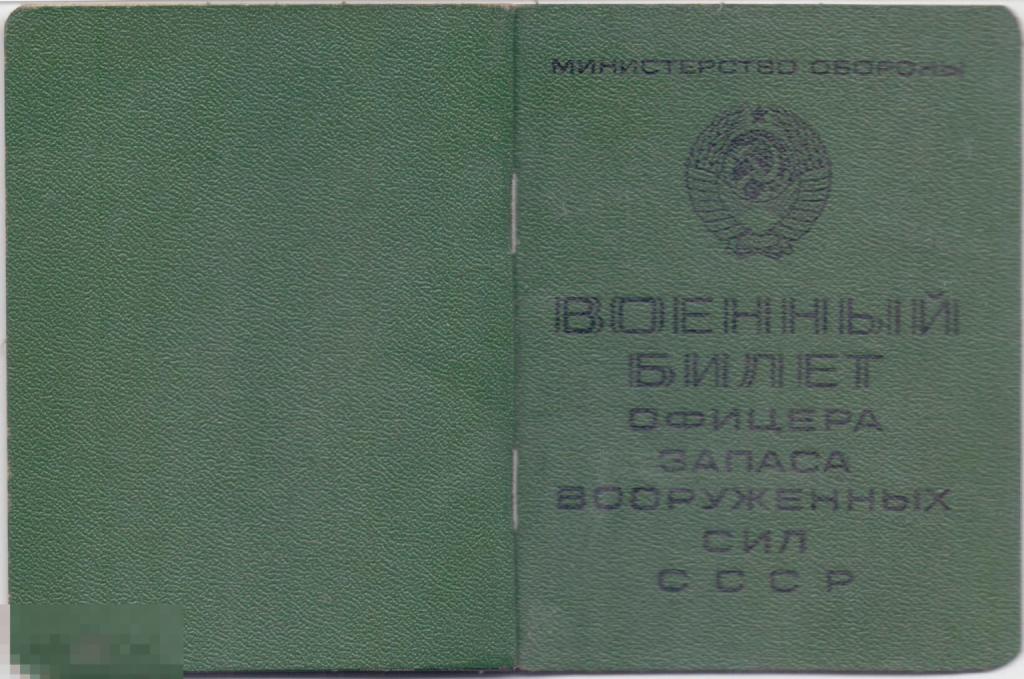 МИНИСТЕРСТВО ОБОРОНЫ
ВОЕННЫЙ
БИЛЕТ
ОФИЦЕРА
ЗАПАСА
ВООРУЖЕННЫХ
СИЛ
СССР